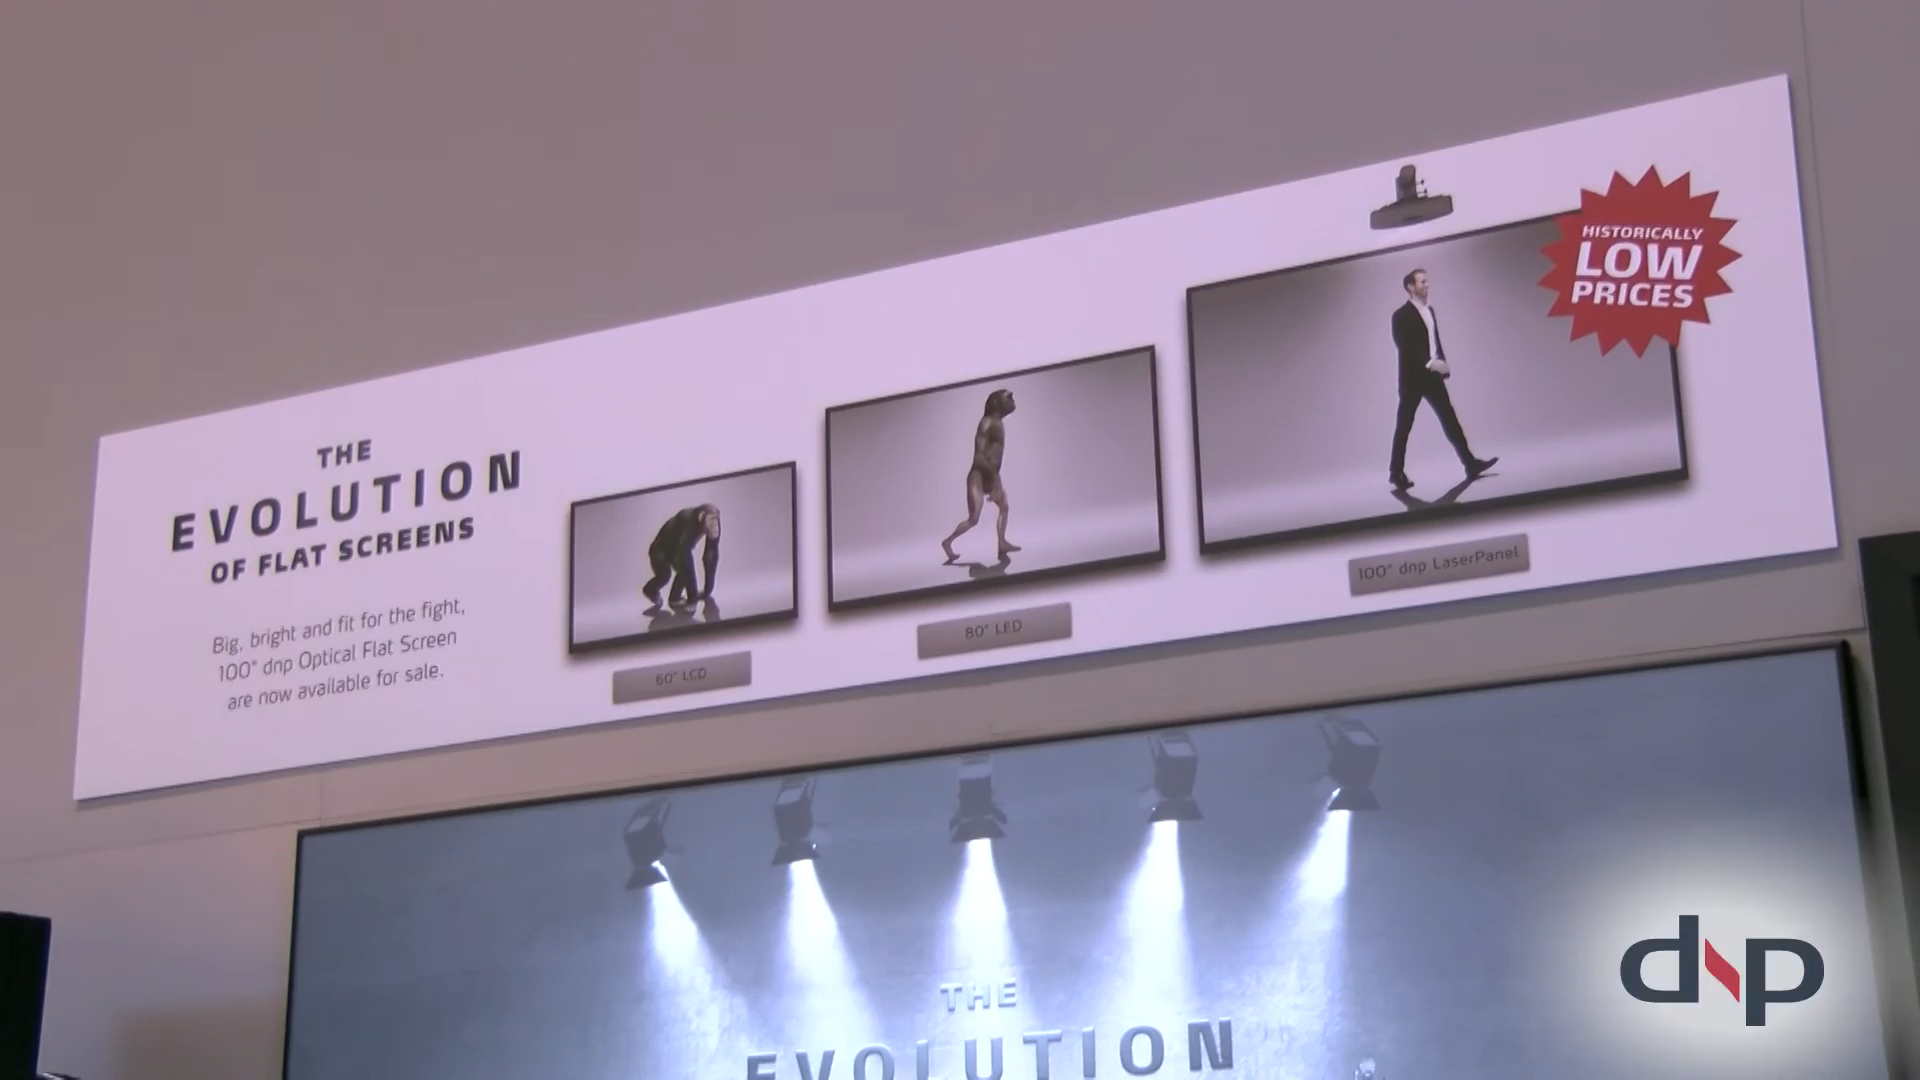 THE
EVOLUTION
OF FLAT SCREENS
Big, bright and fit for the fight,
100" dnp Optical Flat Screen
are now available for sale.
60" LCD
80" LED
100" dnp LaserPanel
HISTORICALLY
LOW
PRICES
THE
EVOLUTION
dnp